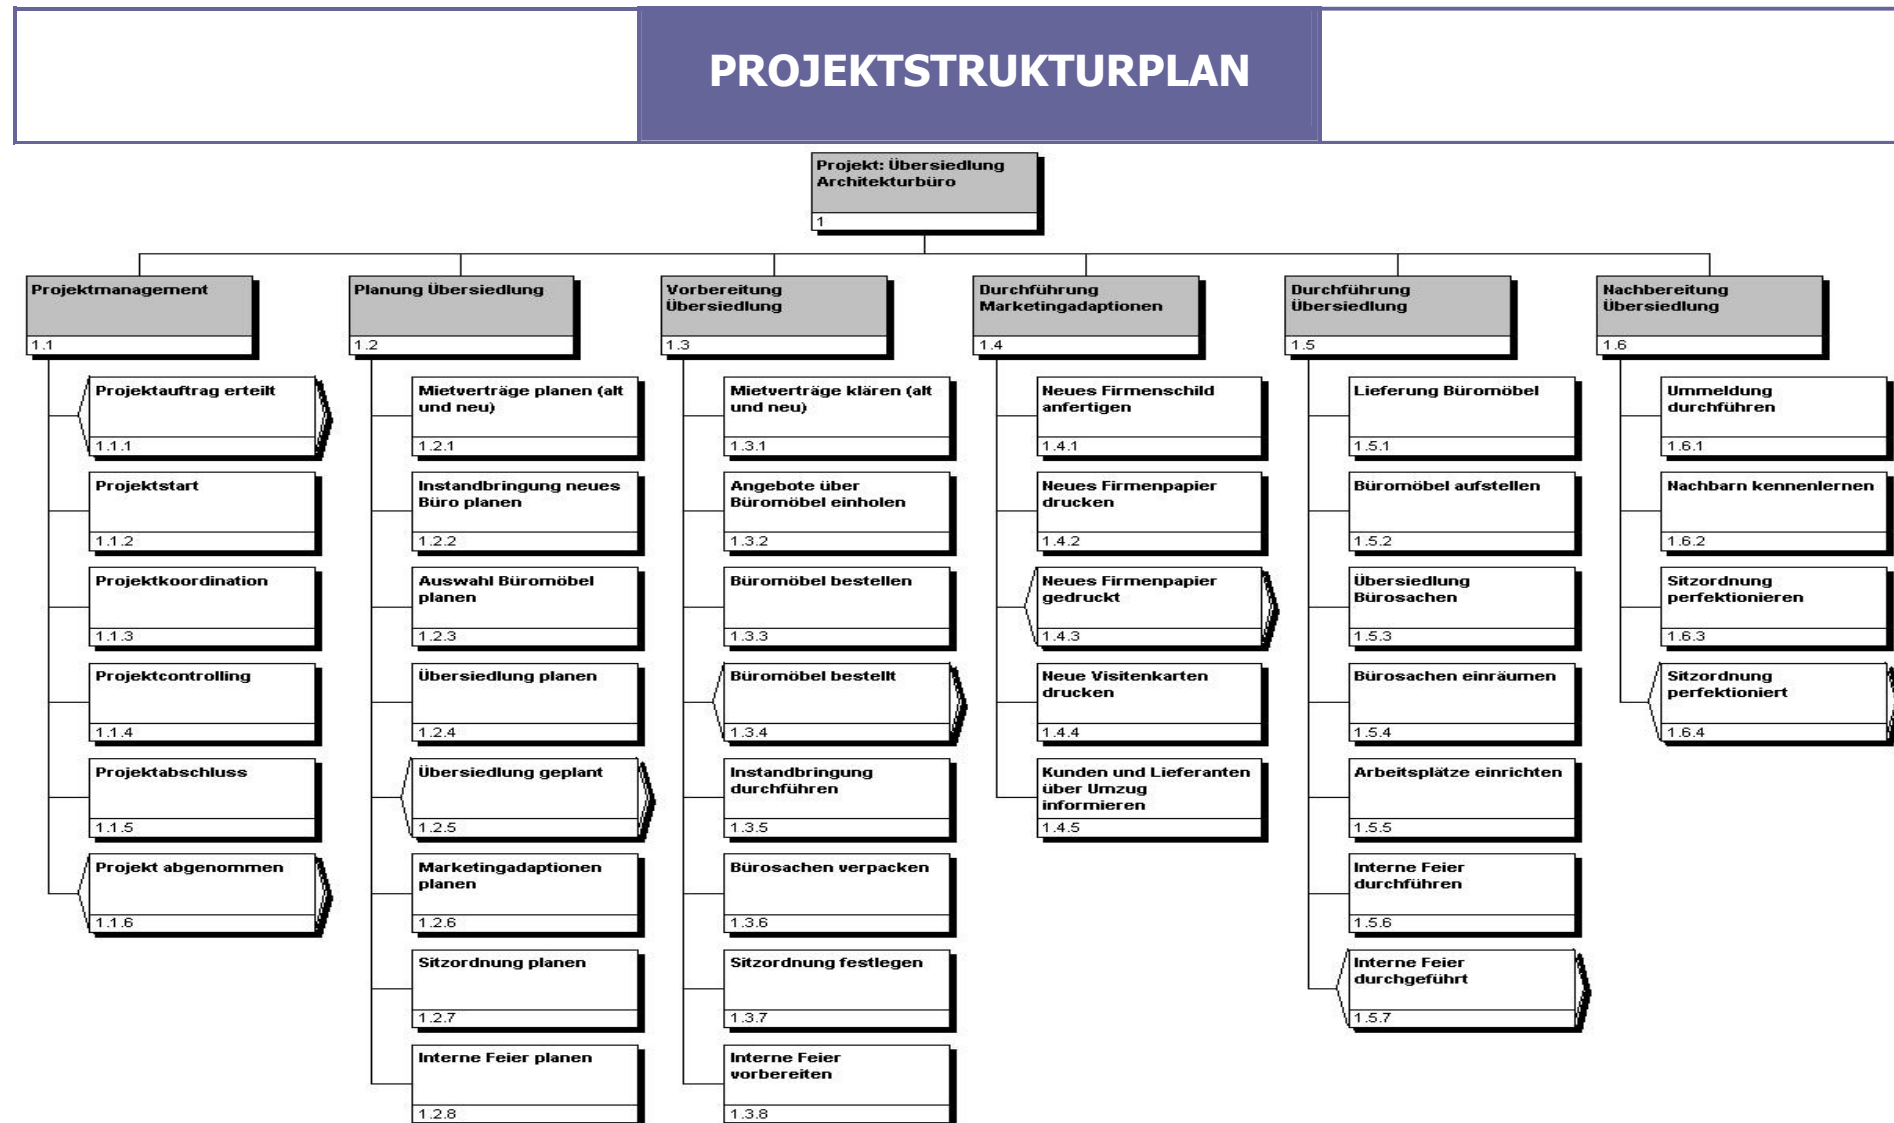 PROJEKTSTRUKTURPLAN
Projekt: Übersiedlung
Architekturbüro
1
Projektmanagement
1.1
Projektauftrag erteilt
1.1.1
Projektstart
1.1.2
Projektkoordination
1.1.3
Projektcontrolling
1.1.4
Projektabschluss
1.1.5
Projekt abgenommen
1.1.6
Planung Übersiedlung
1.2
Mietverträge planen (alt
und neu)
1.2.1
Instandbringung neues
Büro planen
1.2.2
Auswahl Büromöbel
planen
1.2.3
Übersiedlung planen
1.2.4
Übersiedlung geplant
1.2.5
Marketingadaptionen
planen
1.2.6
Sitzordnung planen
1.2.7
Interne Feier planen
1.2.8
Vorbereitung
Übersiedlung
1.3
Mietverträge klären (alt
und neu)
1.3.1
Angebote über
Büromöbel einholen
1.3.2
Büromöbel bestellen
1.3.3
Büromöbel bestellt
1.3.4
Instandbringung
durchführen
1.3.5
Bürosachen verpacken
1.3.6
Sitzordnung festlegen
1.3.7
Interne Feier
vorbereiten
1.3.8
Durchführung
Marketingadaptionen
1.4
Neues Firmenschild
anfertigen
1.4.1
Neues Firmenpapier
drucken
1.4.2
Neues Firmenpapier
gedruckt
1.4.3
Neue Visitenkarten
drucken
1.4.4
Kunden und Lieferanten
über Umzug
informieren
1.4.5
Durchführung
Übersiedlung
1.5
Lieferung Büromöbel
1.5.1
Büromöbel aufstellen
1.5.2
Übersiedlung
Bürosachen
1.5.3
Bürosachen einräumen
1.5.4
Arbeitsplätze einrichten
1.5.5
Interne Feier
durchführen
1.5.6
Interne Feier
durchgeführt
1.5.7
Nachbereitung
Übersiedlung
1.6
Ummeldung
durchführen
1.6.1
Nachbarn kennenlernen
1.6.2
Sitzordnung
perfektionieren
1.6.3
Sitzordnung
perfektioniert
1.6.4